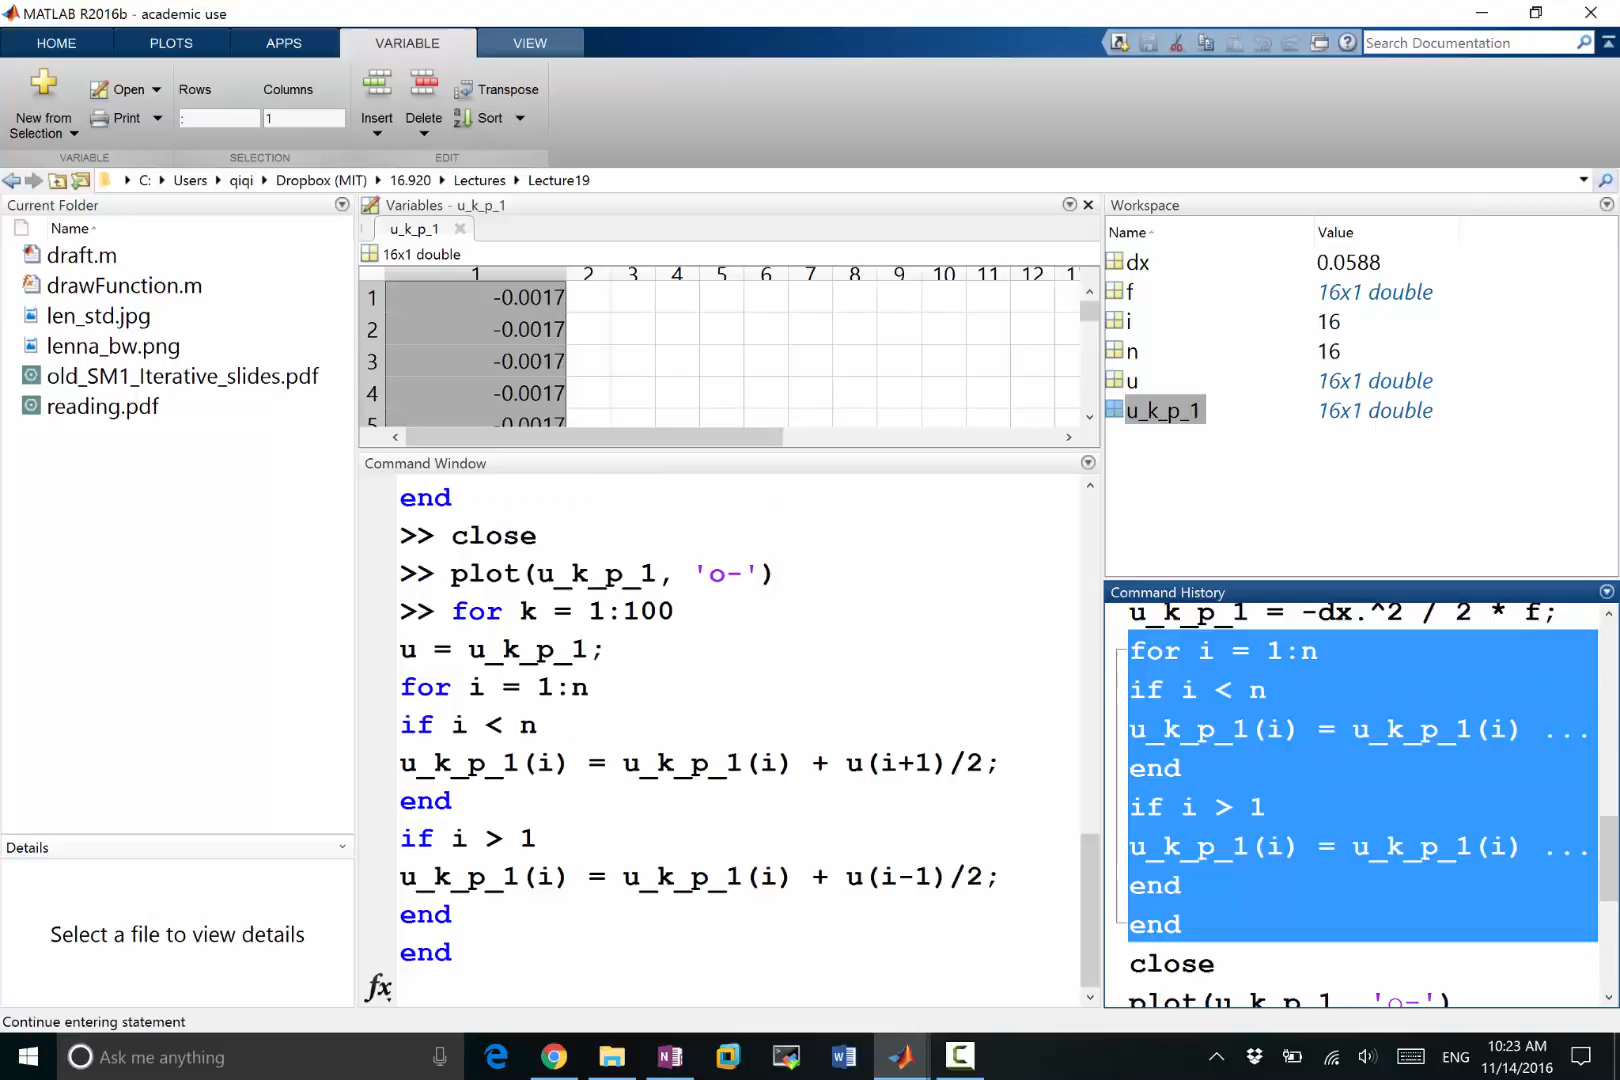 MATLAB R2016b - academic use
HOME PLOTS APPS VARIABLE VIEW
Search Documentation
New from Selection
Open
Print
Rows Columns
: 1
Insert
Delete
Transpose
Sort
VARIABLE SELECTION EDIT
C: Users qiqi Dropbox (MIT) 16.920 Lectures Lecture19
Current Folder
Name
draft.m
drawFunction.m
len_std.jpg
lenna_bw.png
old_SM1_Iterative_slides.pdf
reading.pdf
Details
Select a file to view details
Variables - u_k_p_1
u_k_p_1
16x1 double
1 2 3 4 5 6 7 8 9 10 11 12
1 -0.0017
2 -0.0017
3 -0.0017
4 -0.0017
5 -0.0017
Command Window
end
>> close
>> plot(u_k_p_1, 'o-')
>> for k = 1:100
u = u_k_p_1;
for i = 1:n
if i < n
u_k_p_1(i) = u_k_p_1(i) + u(i+1)/2;
end
if i > 1
u_k_p_1(i) = u_k_p_1(i) + u(i-1)/2;
end
end
fx
Workspace
Name Value
dx 0.0588
f 16x1 double
i 16
n 16
u 16x1 double
u_k_p_1 16x1 double
Command History
u_k_p_1 = -dx.^2 / 2 * f;
for i = 1:n
if i < n
u_k_p_1(i) = u_k_p_1(i) ...
end
if i > 1
u_k_p_1(i) = u_k_p_1(i) ...
end
end
close
plot(u_k_p_1, 'o-')
Continue entering statement
Ask me anything
ENG
10:23 AM
11/14/2016